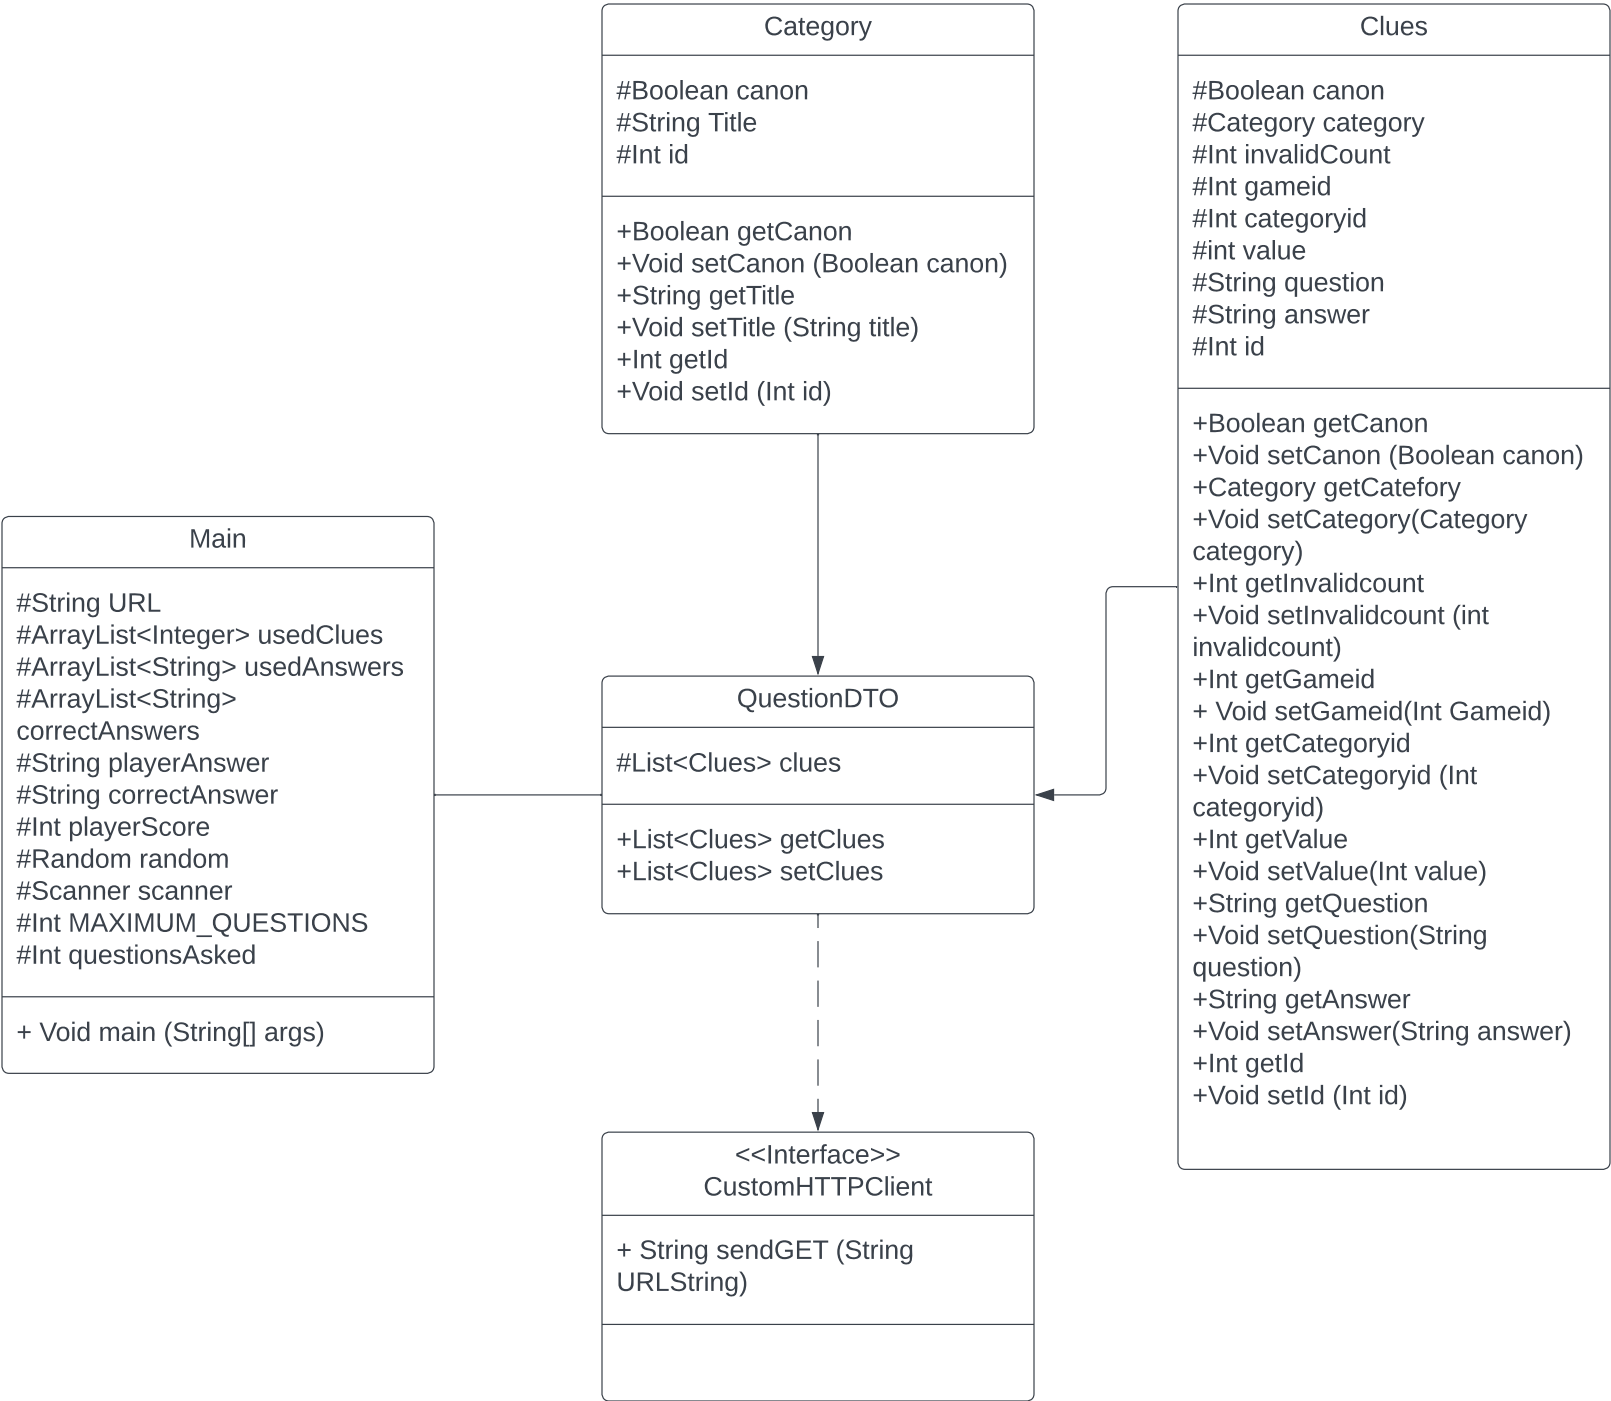 Category
#Boolean canon
#String Title
#Int id
+Boolean getCanon
+Void setCanon (Boolean canon)
+String getTitle
+Void setTitle (String title)
+Int getId
+Void setId (Int id)
Clues
#Boolean canon
#Category category
#Int invalidCount
#Int gameid
#Int categoryid
#int value
#String question
#String answer
#Int id
+Boolean getCanon
+Void setCanon (Boolean canon)
+Category getCatefory
+Void setCategory(Category
category)
+Int getInvalidcount
+Void setInvalidcount (int
invalidcount)
+Int getGameid
+ Void setGameid(Int Gameid)
+Int getCategoryid
+Void setCategoryid (Int
categoryid)
+Int getValue
+Void setValue(Int value)
+String getQuestion
+Void setQuestion(String
question)
+String getAnswer
+Void setAnswer(String answer)
+Int getId
+Void setId (Int id)
Main
#String URL
#ArrayList<Integer> usedClues
#ArrayList<String> usedAnswers
#ArrayList<String>
correctAnswers
#String playerAnswer
#String correctAnswer
#Int playerScore
#Random random
#Scanner scanner
#Int MAXIMUM_QUESTIONS
#Int questionsAsked
+ Void main (String[] args)
QuestionDTO
#List<Clues> clues
+List<Clues> getClues
+List<Clues> setClues
<<Interface>>
CustomHTTPClient
+ String sendGET (String
URLString)